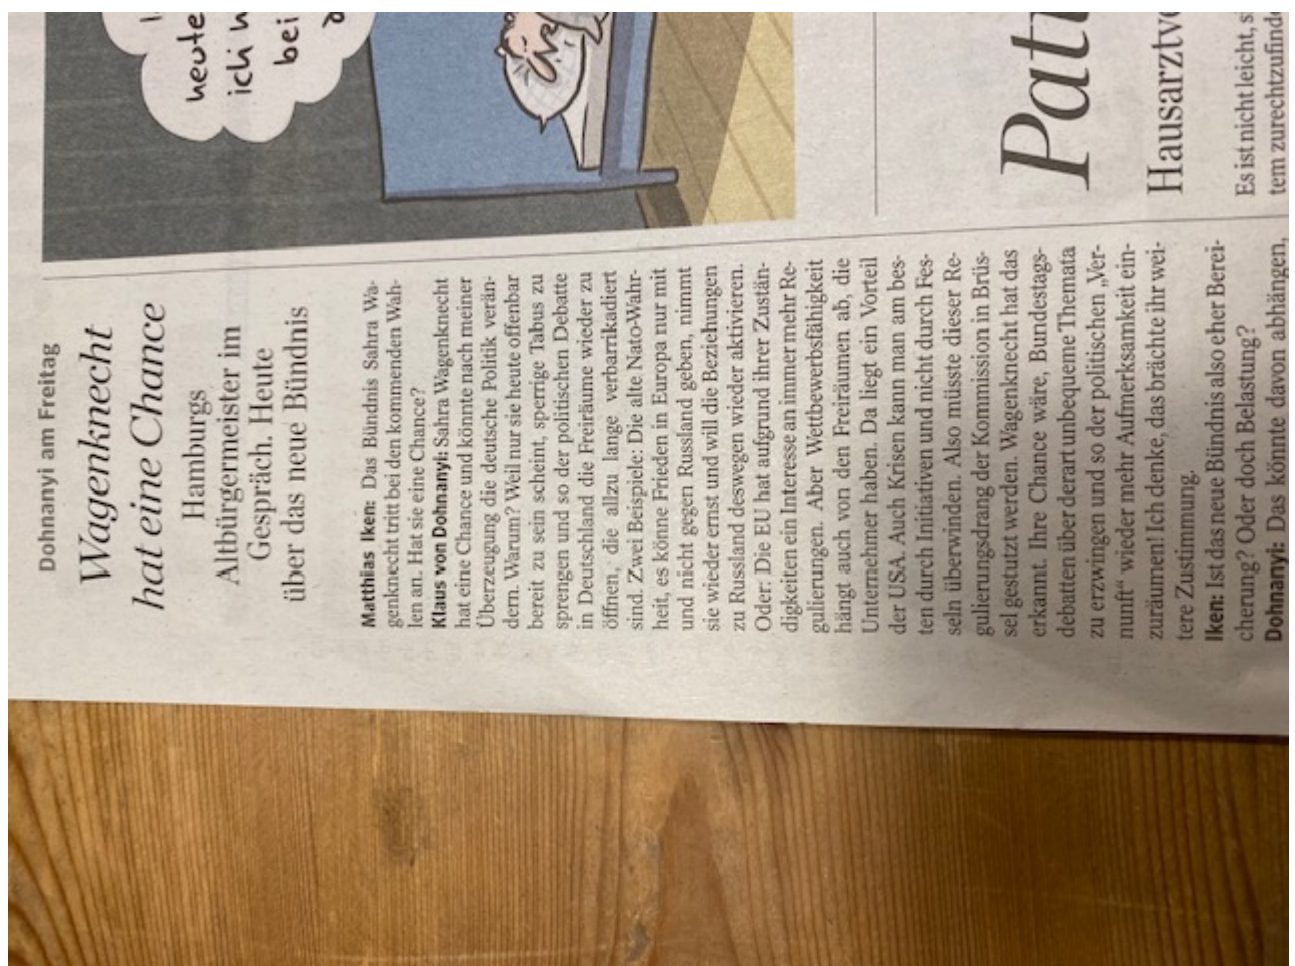 Dohnanyi am Freitag
Wagenknecht
hat eine Chance
Hamburgs
Altbürgermeister im
Gespräch. Heute
über das neue Bündnis
Matthias Iken: Das Bündnis Sahra Wa-
genknecht tritt bei den kommenden Wah-
len an. Hat sie eine Chance?
Klaus von Dohnanyi: Sahra Wagenknecht
hat eine Chance und könnte nach meiner
Überzeugung die deutsche Politik verän-
dern. Warum? Weil nur sie heute offenbar
bereit zu sein scheint, sperrige Tabus zu
sprengen und so der politischen Debatte
in Deutschland die Freiräume wieder zu
öffnen, die allzu lange verbarrikadiert
sind. Zwei Beispiele: Die alte Nato-Wahr-
heit, es könne Frieden in Europa nur mit
und nicht gegen Russland geben, nimmt
sie wieder ernst und will die Beziehungen
zu Russland deswegen wieder aktivieren.
Oder: Die EU hat aufgrund ihrer Zustän-
digkeiten ein Interesse an immer mehr Re-
gulierungen. Aber Wettbewerbsfähigkeit
hängt auch von den Freiräumen ab, die
Unternehmer haben. Da liegt ein Vorteil
der USA. Auch Krisen kann man am bes-
ten durch Initiativen und nicht durch Fes-
seln überwinden. Also müsste dieser Re-
gulierungsdrang der Kommission in Brüs-
sel gestutzt werden. Wagenknecht hat das
erkannt. Ihre Chance wäre, Bundestags-
debatten über derart unbequeme Themata
zu erzwingen und so der politischen „Ver-
nunft“ wieder mehr Aufmerksamkeit ein-
zuräumen! Ich denke, das brächte ihr wei-
tere Zustimmung.
Iken: Ist das neue Bündnis also eher Berei-
cherung? Oder doch Belastung?
Dohnanyi: Das könnte davon abhängen,
heute
ich
bei
Pati
Hausarztve
Es ist nicht leicht, s
tem zurechtzufinde